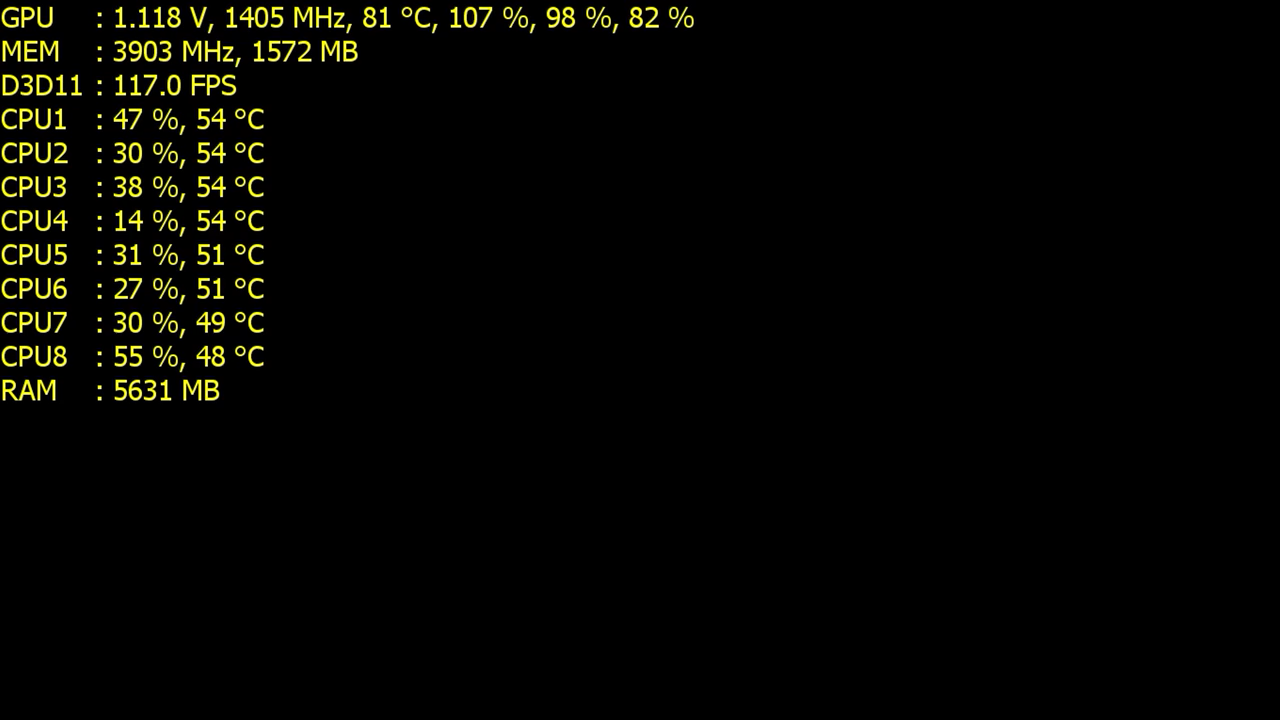 GPU : 1.118 V, 1405 MHz, 81 °C, 107 %, 98 %, 82 %
MEM : 3903 MHz, 1572 MB
D3D11 : 117.0 FPS
CPU1 : 47 %, 54 °C
CPU2 : 30 %, 54 °C
CPU3 : 38 %, 54 °C
CPU4 : 14 %, 54 °C
CPU5 : 31 %, 51 °C
CPU6 : 27 %, 51 °C
CPU7 : 30 %, 49 °C
CPU8 : 55 %, 48 °C
RAM : 5631 MB